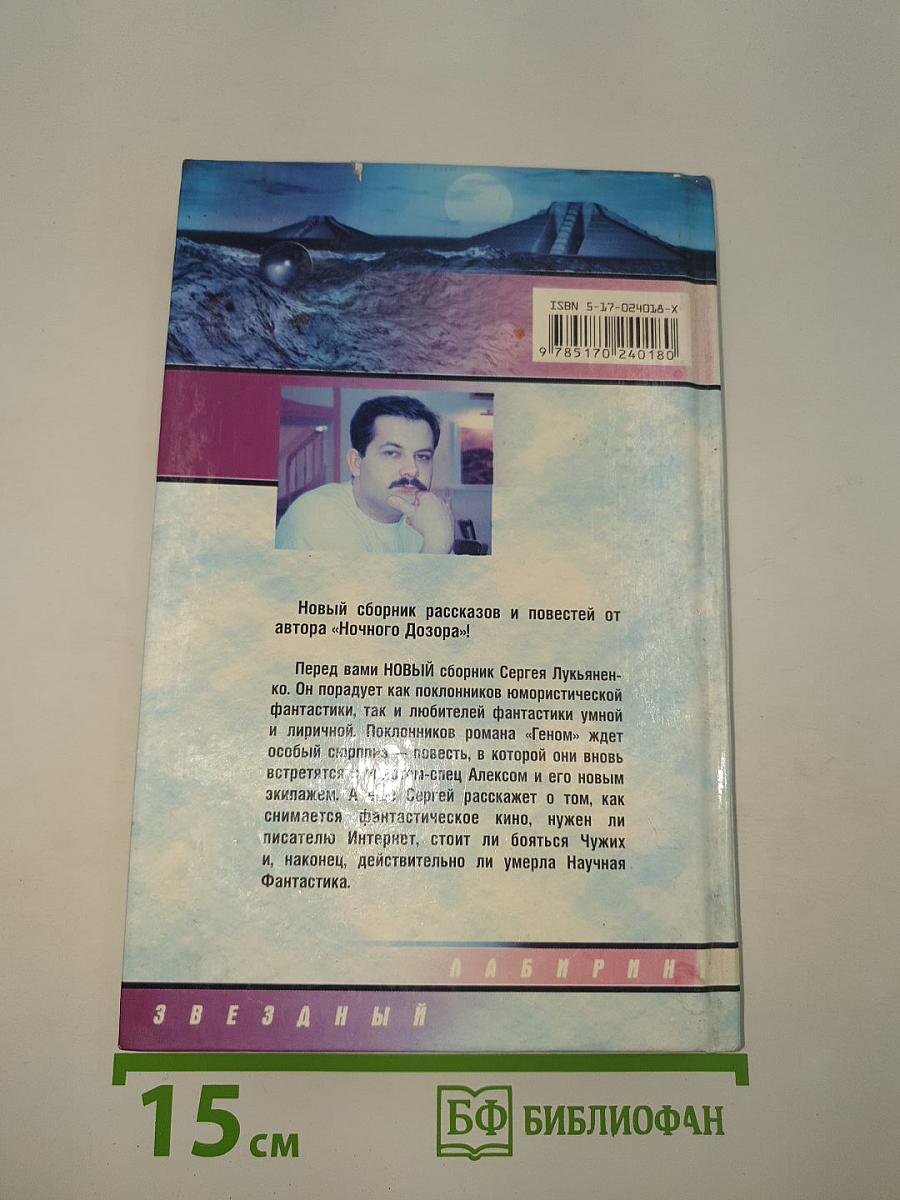 ISBN 5-17-024018-X
9 785170 240180
Новый сборник рассказов и повестей от
автора «Ночного Дозора»!
Перед вами НОВЫЙ сборник Сергея Лукьянен-
ко. Он порадует как поклонников юмористической
фантастики, так и любителей фантастики умной
и лиричной. Поклонников романа «Геном» ждет
особый сюрприз — повесть, в которой они вновь
встретятся с Алексом и его новым
экипажем. А Сергей расскажет о том, как
снимается фантастическое кино, нужен ли
писателю Интернет, стоит ли бояться Чужих
и, наконец, действительно ли умерла Научная
Фантастика.
ЛАБИРИН
ЗВЕЗДНЫЙ
15 см
БФ БИБЛИОФАН